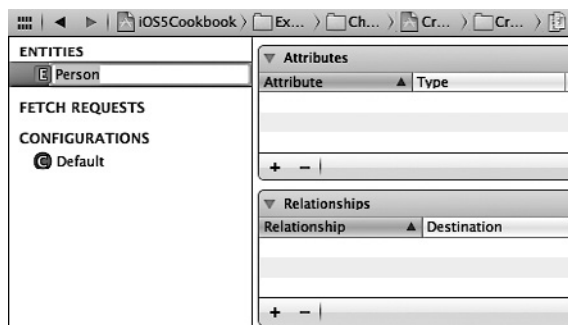 iOS5Cookbook Ex... Ch... Cr... Cr...
ENTITIES
E Person
FETCH REQUESTS
CONFIGURATIONS
C Default
Attributes
Attribute Type
+ −
Relationships
Relationship Destination
+ −